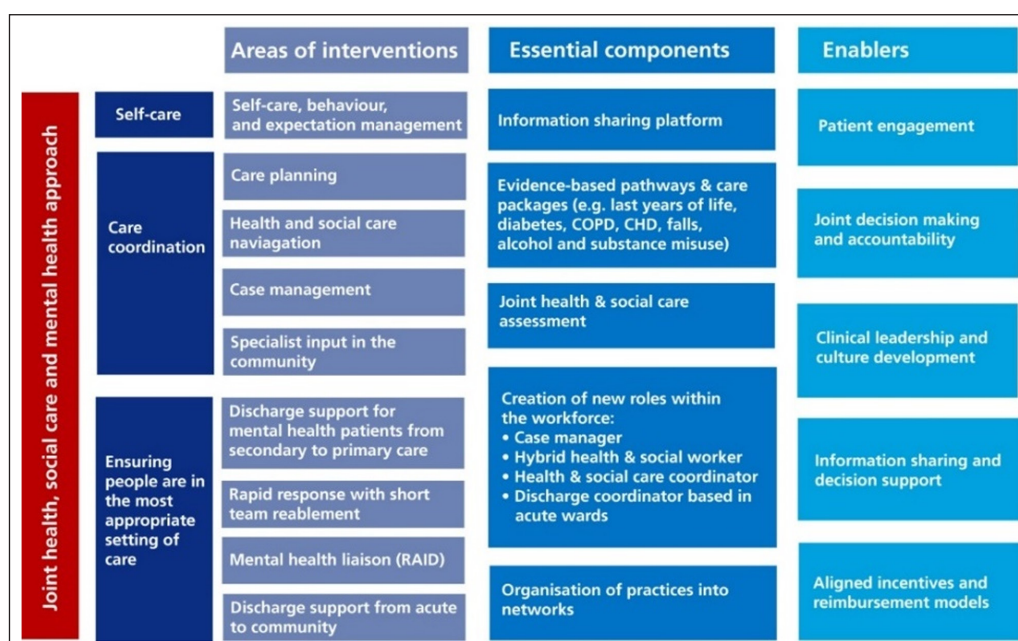 Areas of interventions
Essential components
Enablers
Joint health, social care and mental health approach
Self-care
Self-care, behaviour,
and expectation management
Care
coordination
Care planning
Health and social care
naviagation
Case management
Specialist input in the
community
Ensuring
people are in
the most
appropriate
setting of
care
Discharge support for
mental health patients from
secondary to primary care
Rapid response with short
team reablement
Mental health liaison (RAID)
Discharge support from acute
to community
Information sharing platform
Evidence-based pathways & care
packages (e.g. last years of life,
diabetes, COPD, CHD, falls,
alcohol and substance misuse)
Joint health & social care
assessment
Creation of new roles within
the workforce:
• Case manager
• Hybrid health & social worker
• Health & social care coordinator
• Discharge coordinator based in
acute wards
Organisation of practices into
networks
Patient engagement
Joint decision making
and accountability
Clinical leadership and
culture development
Information sharing and
decision support
Aligned incentives and
reimbursement models